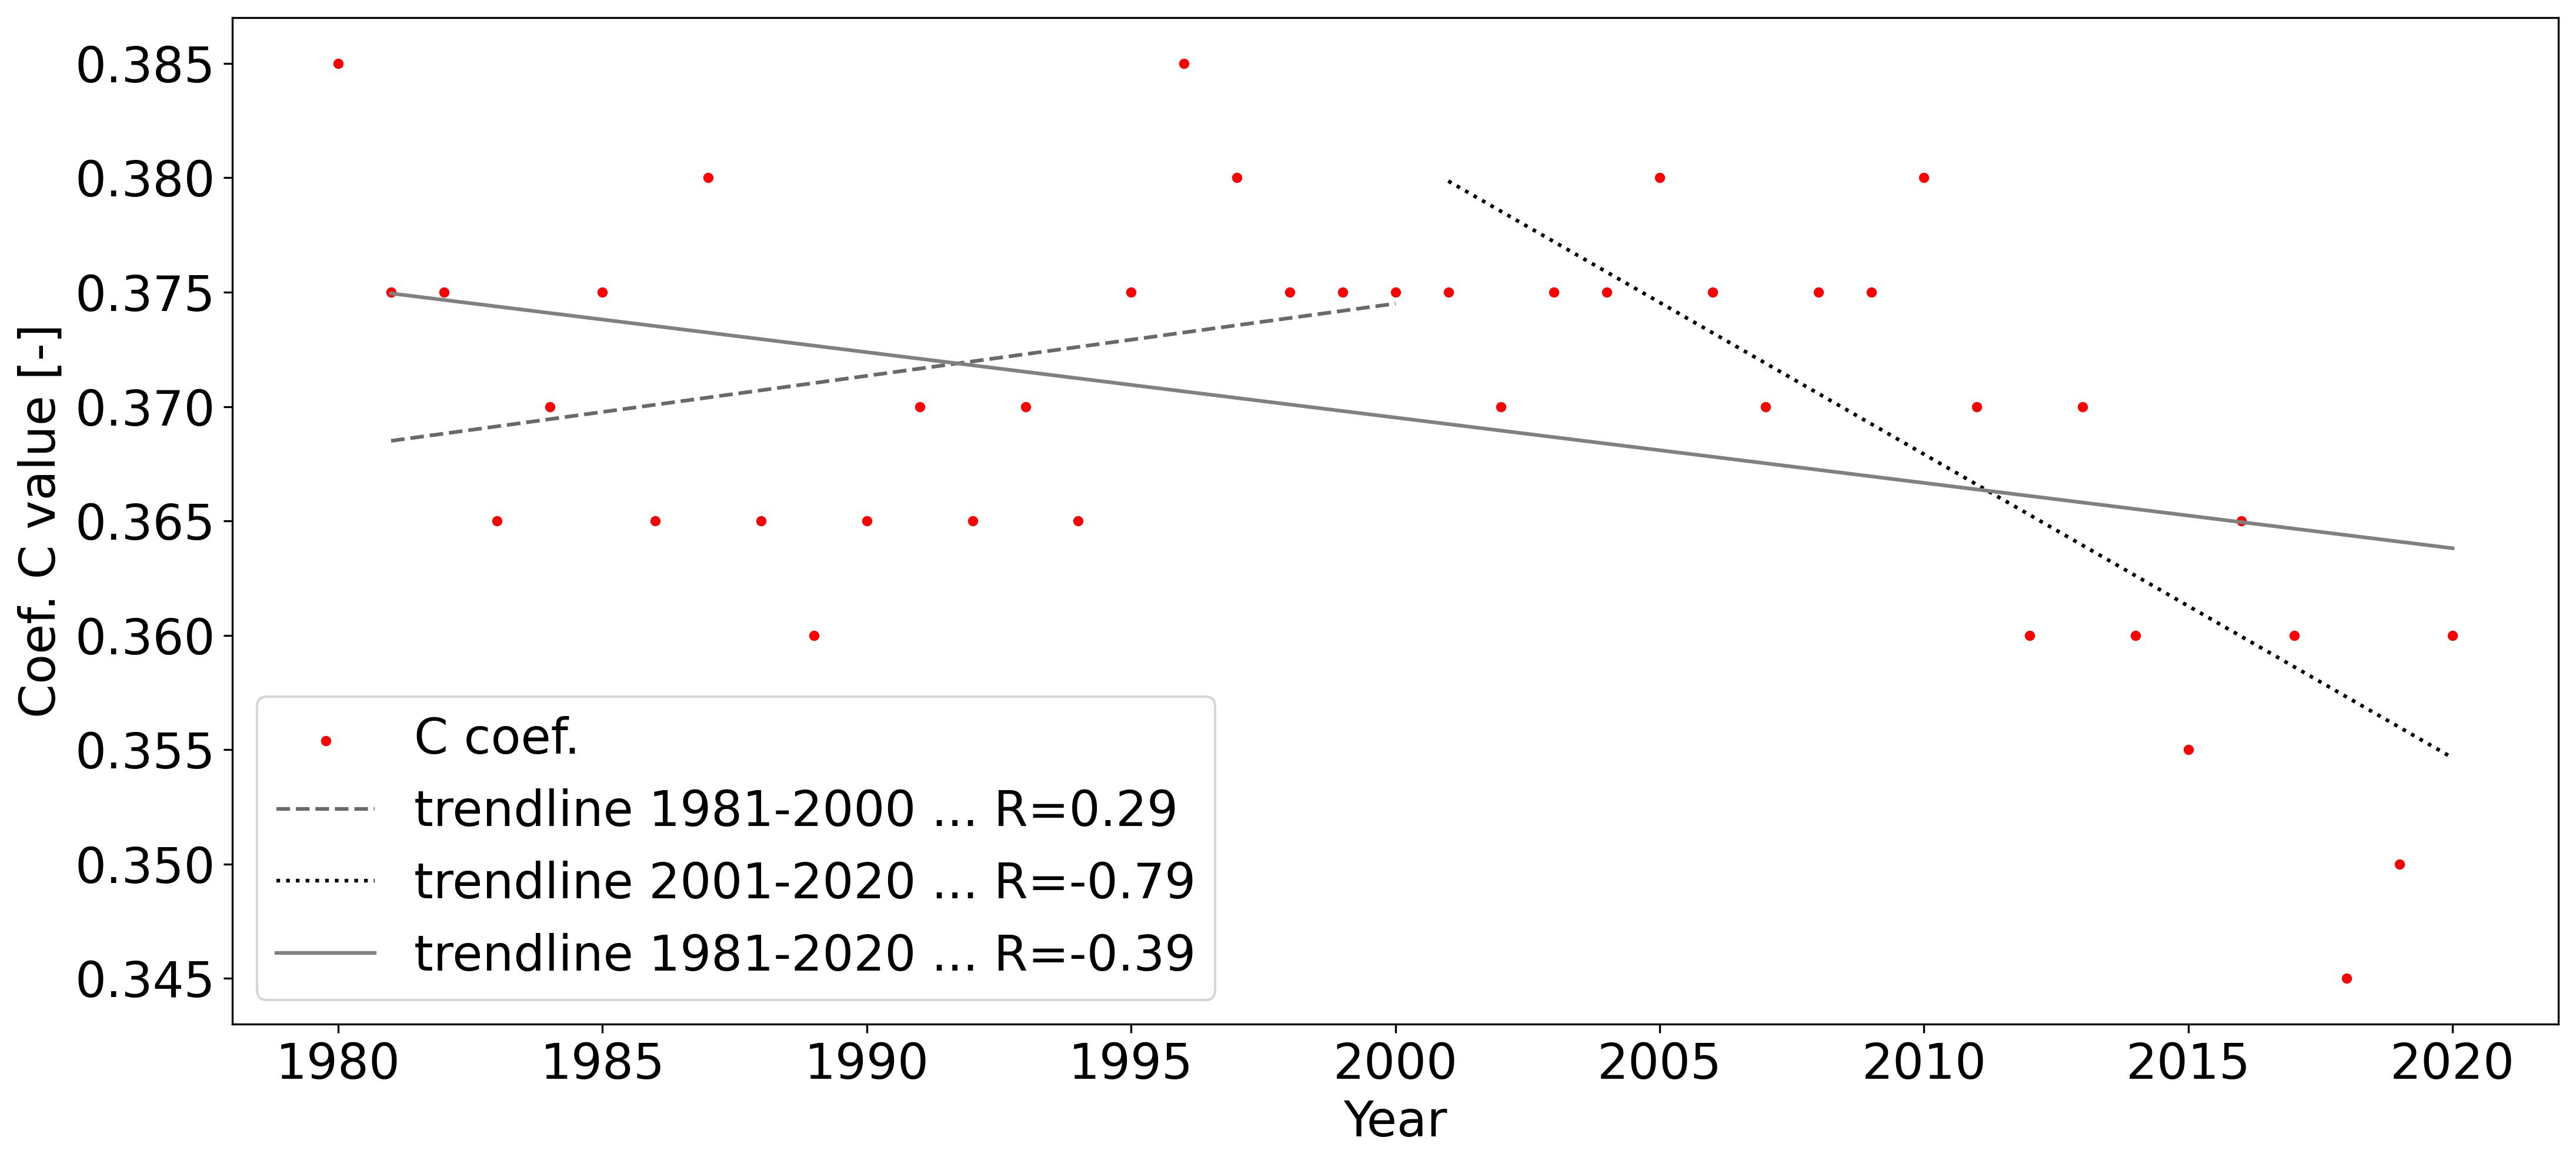 0.385
0.380
0.375
0.370
0.365
0.360
0.355
0.350
0.345
Coef. C value [-]
C coef.
trendline 1981-2000 ... R=0.29
trendline 2001-2020 ... R=-0.79
trendline 1981-2020 ... R=-0.39
1980 1985 1990 1995 2000 2005 2010 2015 2020
Year